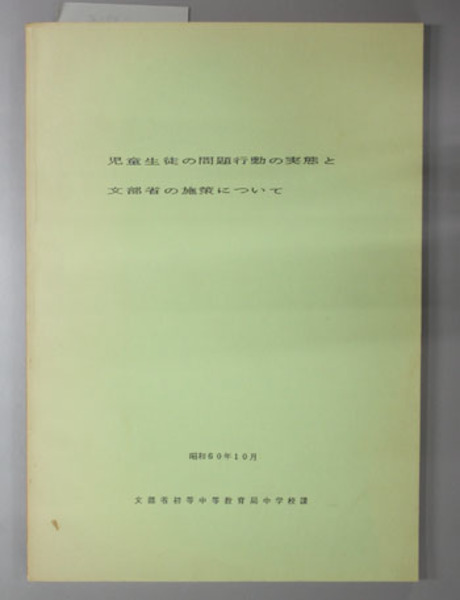 児童生徒の問題行動の実態と
文部省の施策について
昭和60年10月
文部省初等中等教育局中学校課